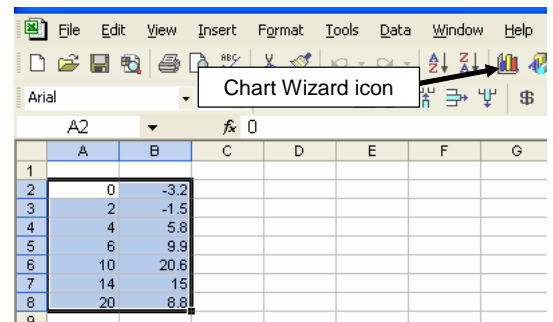 File Edit View Insert Format Tools Data Window Help
ABC
A Z Z A
Chart Wizard icon
Arial $
A2 fx 0
A B C D E F G
1
2 0 -3.2
3 2 -1.5
4 4 5.8
5 6 9.9
6 10 20.6
7 14 15
8 20 8.8
9